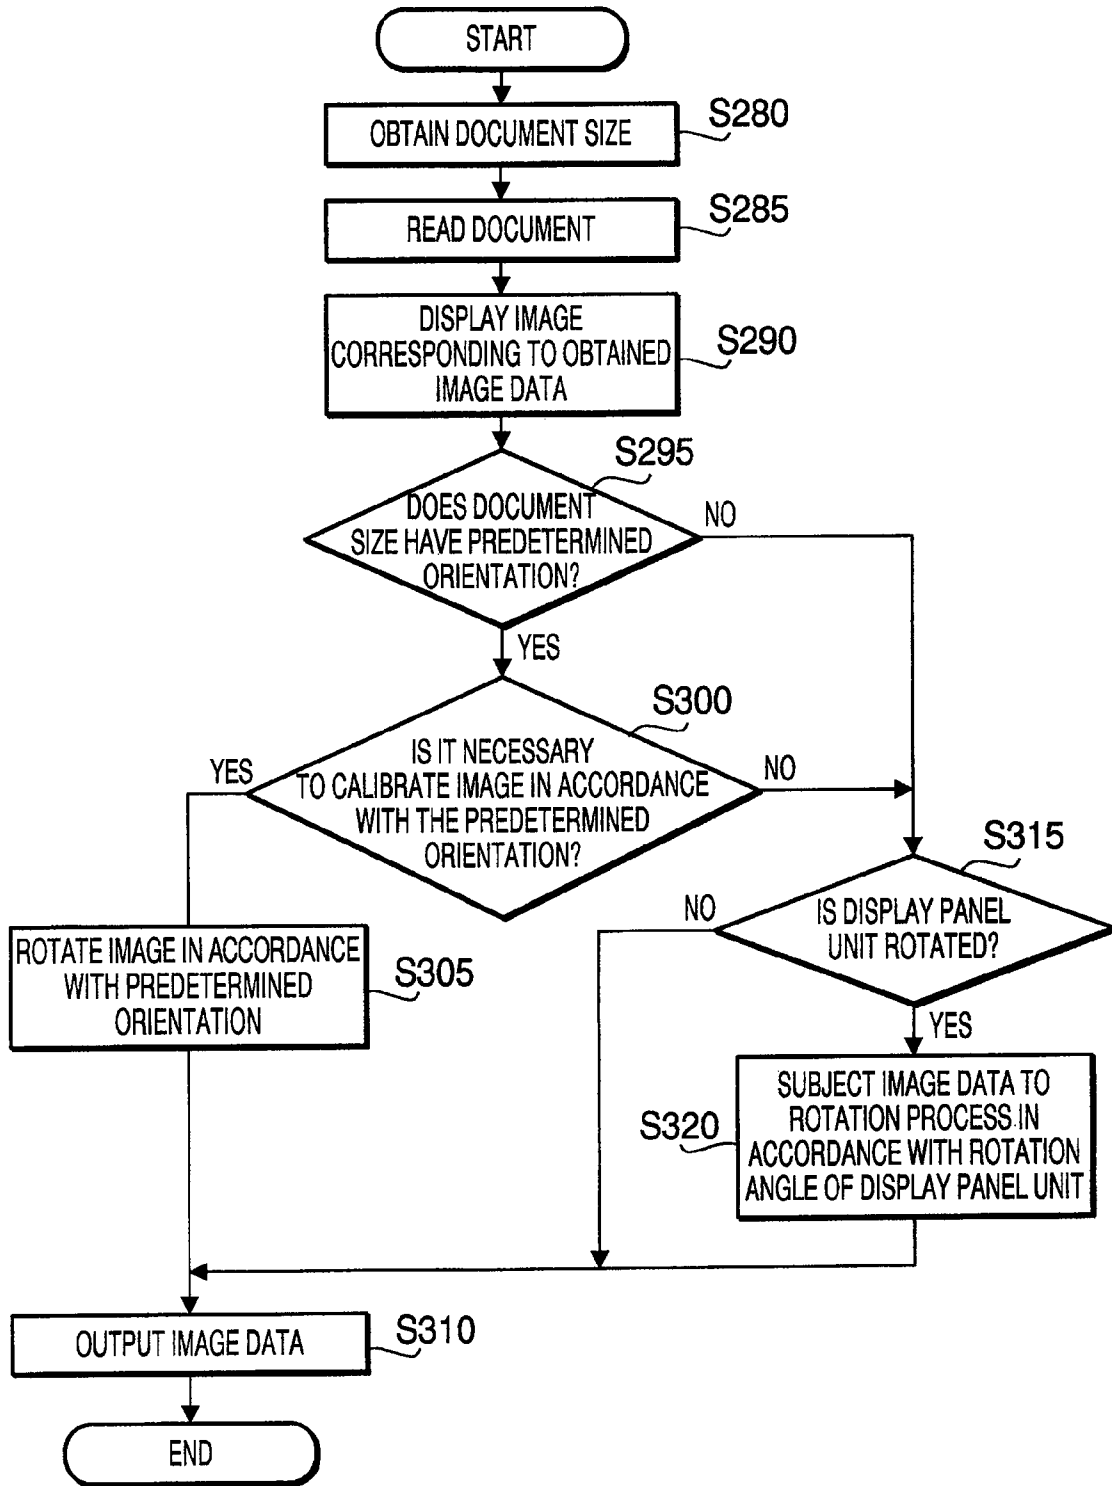 START
S280
OBTAIN DOCUMENT SIZE
S285
READ DOCUMENT
S290
DISPLAY IMAGE
CORRESPONDING TO OBTAINED
IMAGE DATA
S295
DOES DOCUMENT
SIZE HAVE PREDETERMINED
ORIENTATION?
NO
YES
S300
IS IT NECESSARY
TO CALIBRATE IMAGE IN ACCORDANCE
WITH THE PREDETERMINED
ORIENTATION?
YES
NO
S315
IS DISPLAY PANEL
UNIT ROTATED?
NO
YES
ROTATE IMAGE IN ACCORDANCE
WITH PREDETERMINED
ORIENTATION
S305
SUBJECT IMAGE DATA TO
ROTATION PROCESS IN
ACCORDANCE WITH ROTATION
ANGLE OF DISPLAY PANEL UNIT
S320
OUTPUT IMAGE DATA
S310
END